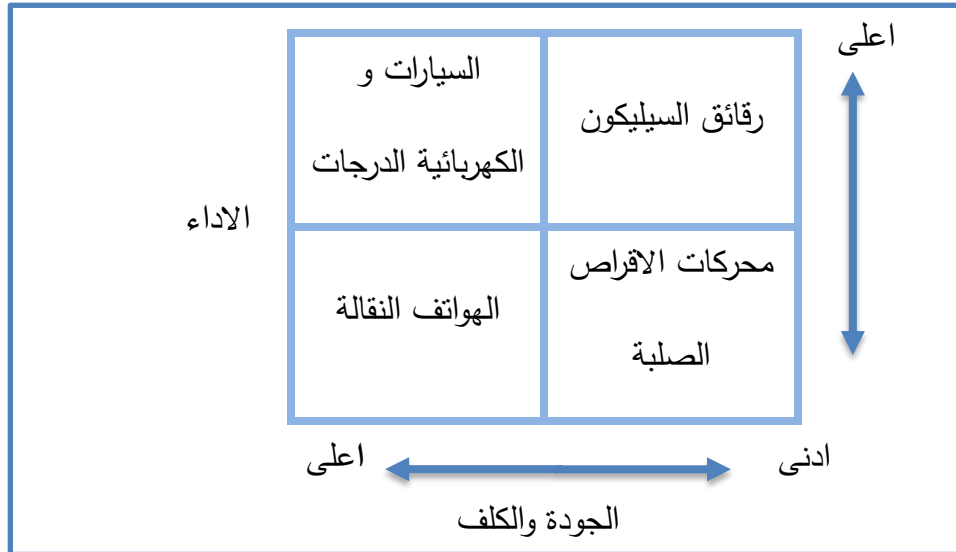 اعلى
رقائق السيليكون
السيارات و
الكهربائية الدرجات
الاداء
محركات الاقراص
الصلبة
الهواتف النقالة
ادنى
اعلى
الجودة والكلف